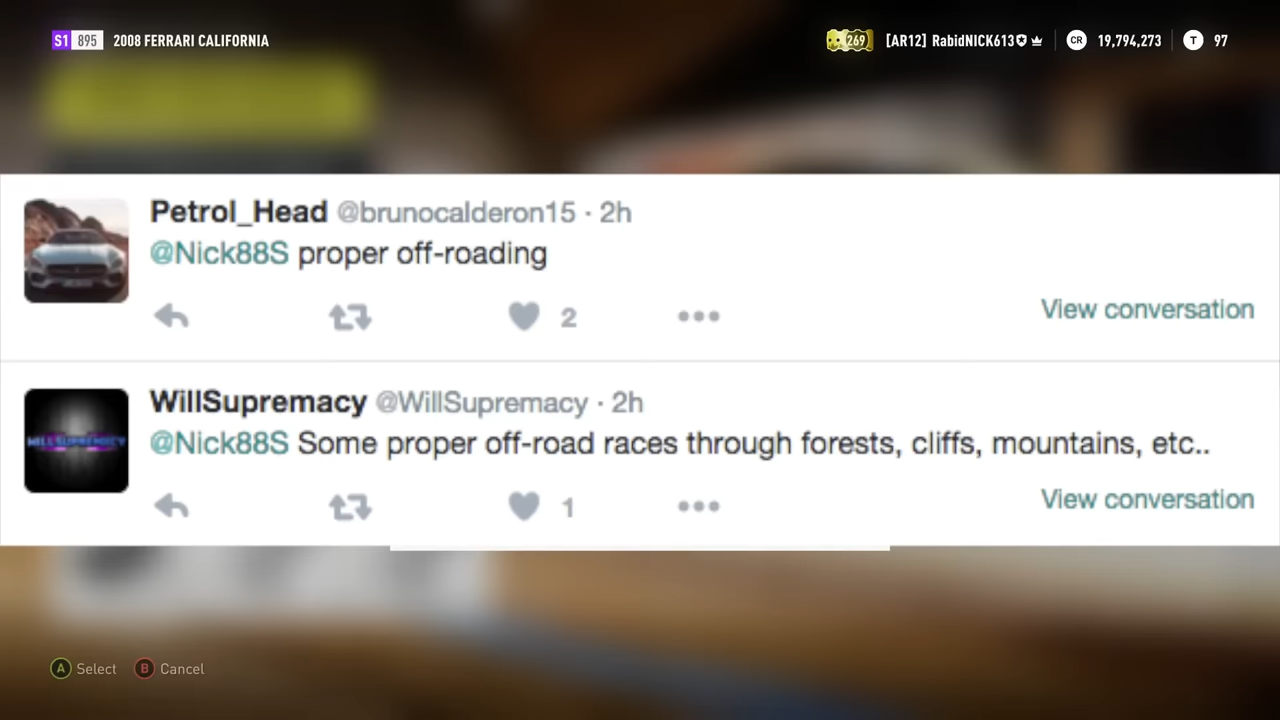 S1 895 2008 FERRARI CALIFORNIA
269 [AR12] RabidNICK613 CR 19,794,273 T 97
Petrol_Head @brunocalderon15 · 2h
@Nick88S proper off-roading
2
View conversation
WILLSUPREMACY
WillSupremacy @WillSupremacy · 2h
@Nick88S Some proper off-road races through forests, cliffs, mountains, etc..
1
View conversation
A Select B Cancel